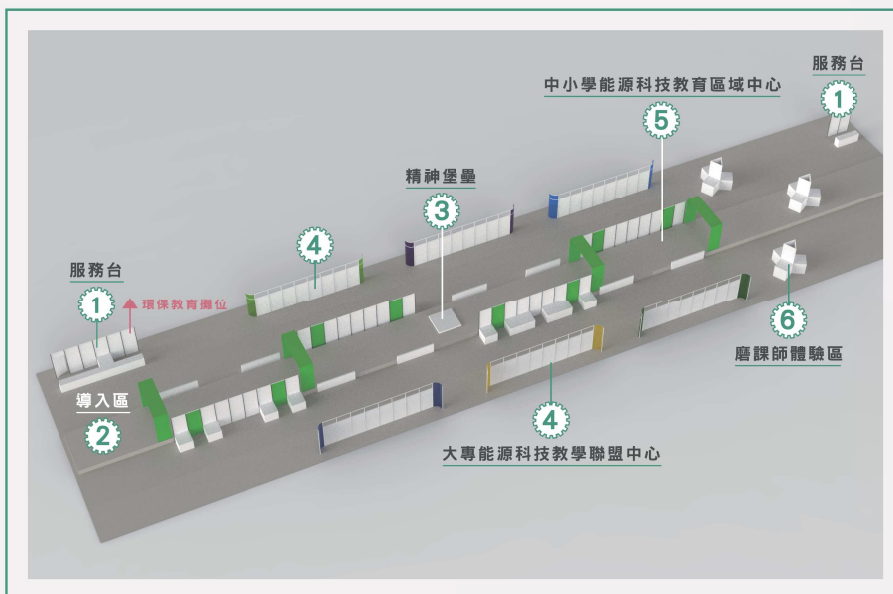 服務台
1
中小學能源科技教育區域中心
5
精神堡壘
3
4
服務台
1
環保教育攤位
導入區
2
6
磨課師體驗區
4
大專能源科技教學聯盟中心